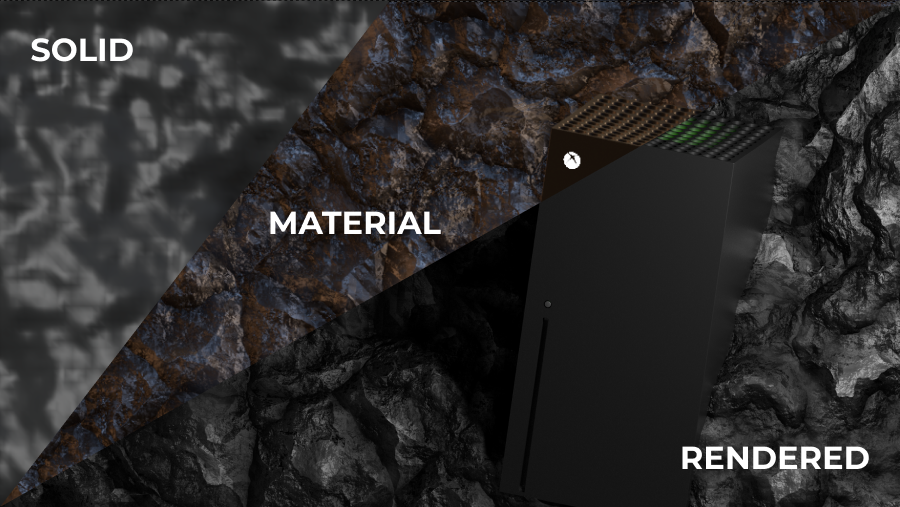 SOLID
MATERIAL
RENDERED